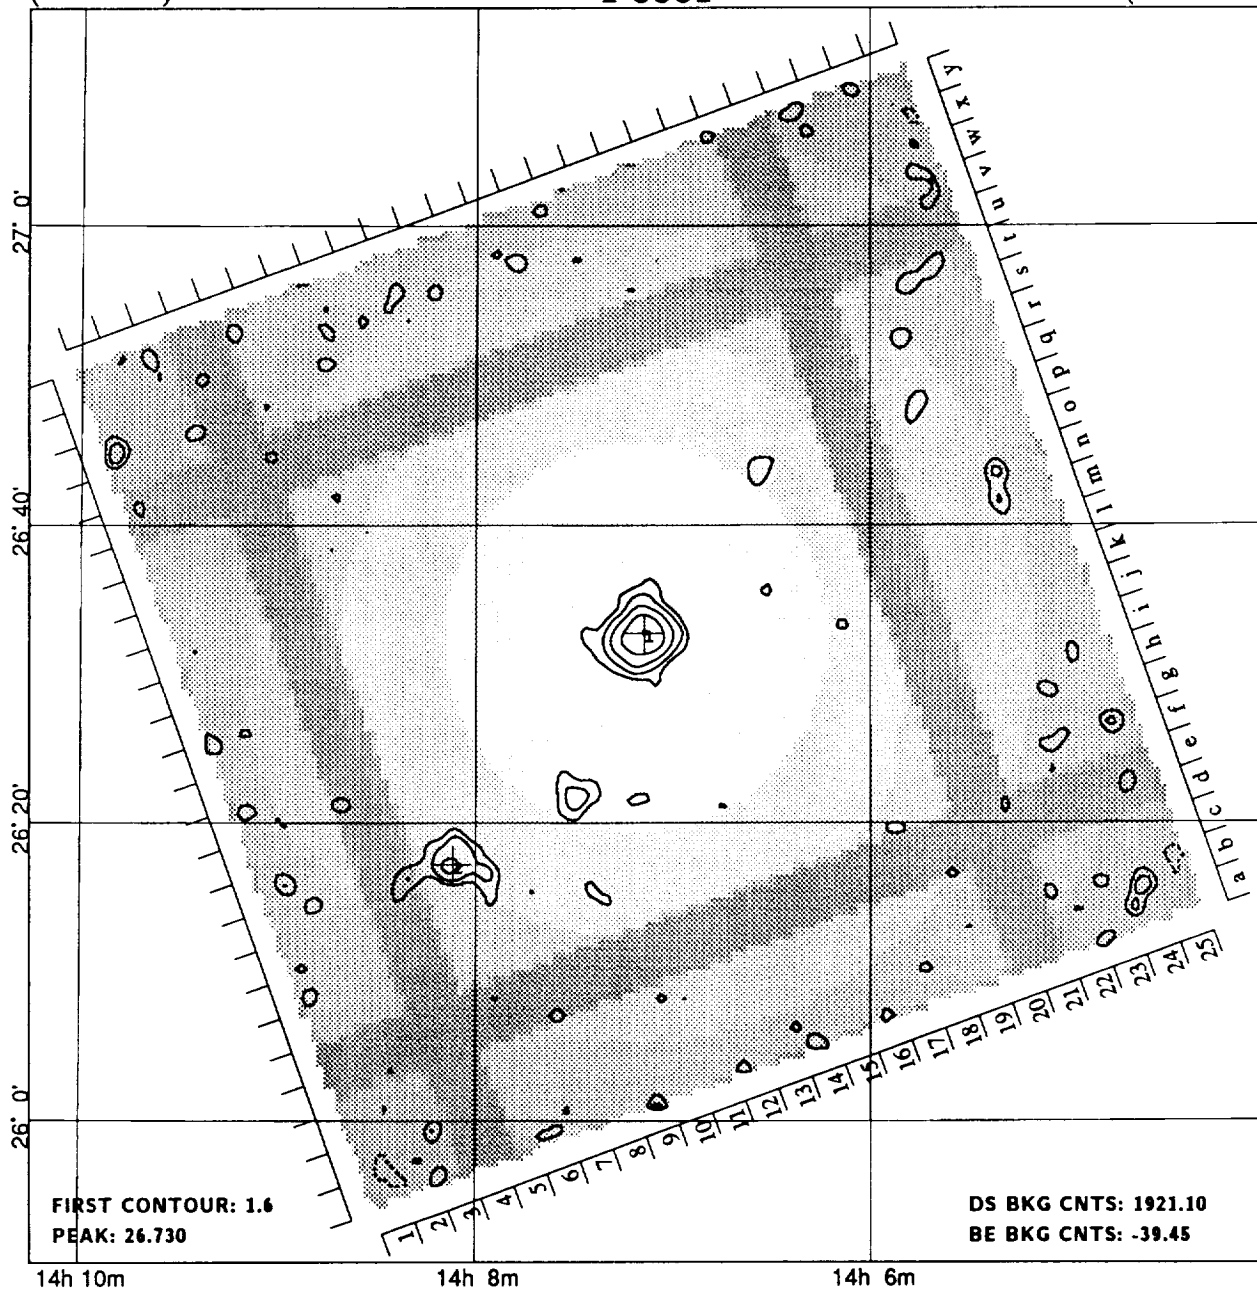 27° 0'
26° 40'
26° 20'
26° 0'
a b c d e f g h i j k l m n o p q r s t u v w x y
1 2 3 4 5 6 7 8 9 10 11 12 13 14 15 16 17 18 19 20 21 22 23 24 25
1
2
FIRST CONTOUR: 1.6
PEAK: 26.730
DS BKG CNTS: 1921.10
BE BKG CNTS: -39.45
14h 10m
14h 8m
14h 6m